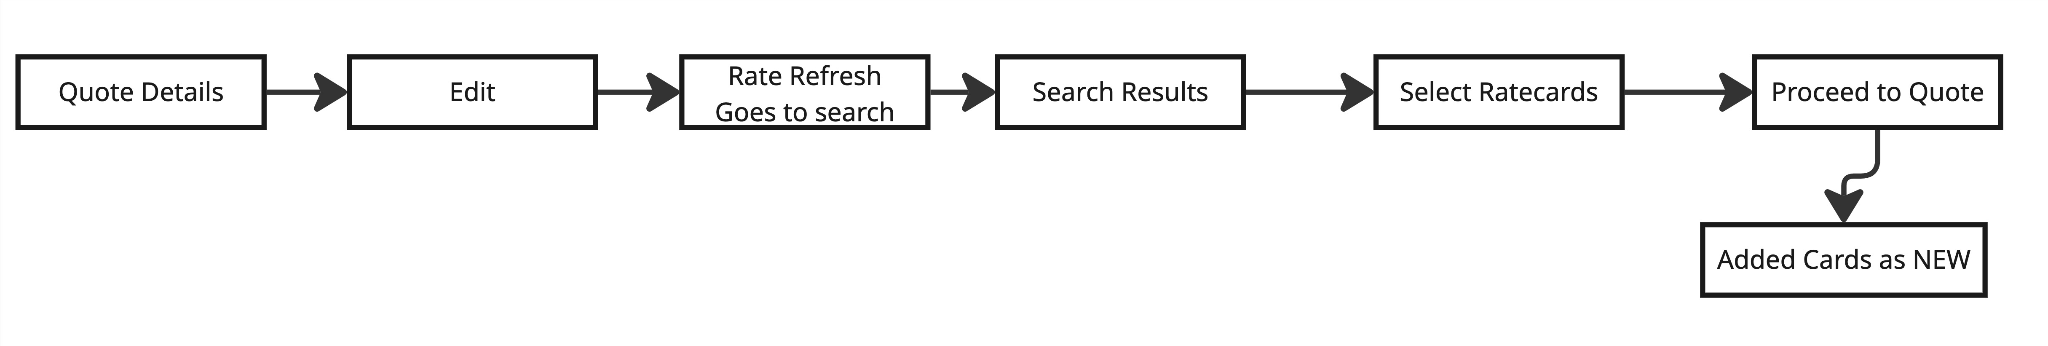 Quote Details
Edit
Rate Refresh
Goes to search
Search Results
Select Ratecards
Proceed to Quote
Added Cards as NEW